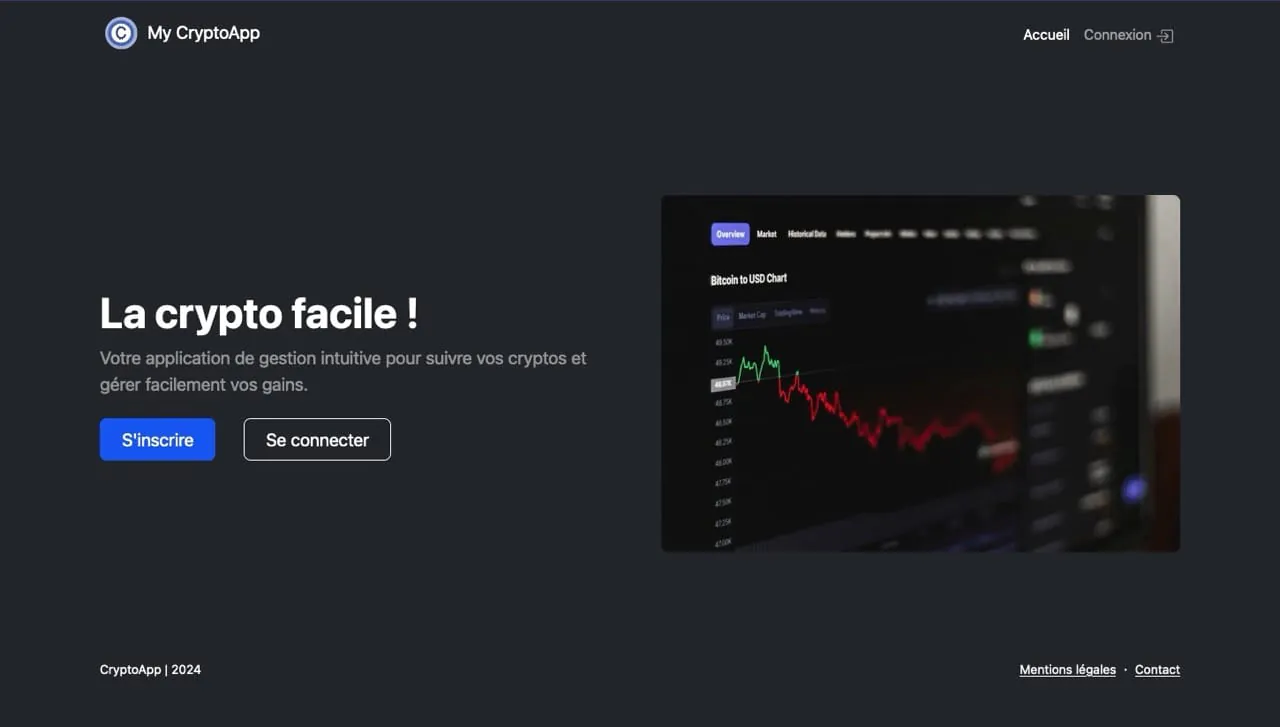 My CryptoApp
Accueil
Connexion
La crypto facile !
Votre application de gestion intuitive pour suivre vos cryptos et
gérer facilement vos gains.
S'inscrire
Se connecter
Overview
Market
Historical Data
Bitcoin to USD Chart
Price
Market Cap
TradingView
49.50K
49.25K
48.75K
48.50K
48.25K
48.00K
47.75K
47.50K
47.25K
47.00K
CryptoApp | 2024
Mentions légales · Contact